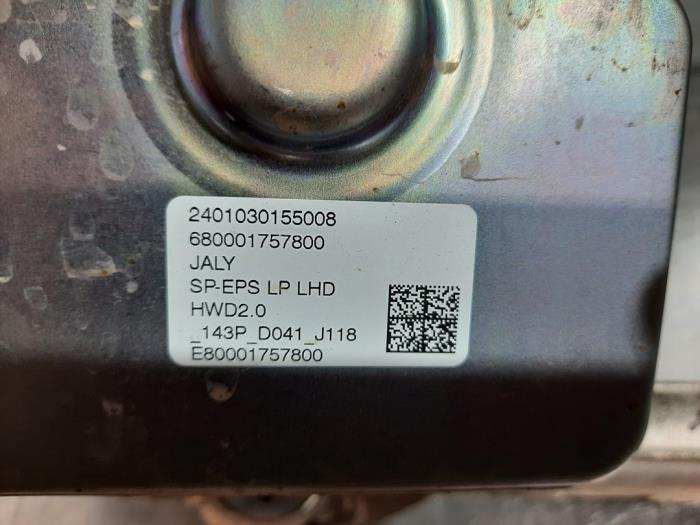 2401030155008
680001757800
JALY
SP-EPS LP LHD
HWD2.0
_143P_D041_J118
E80001757800